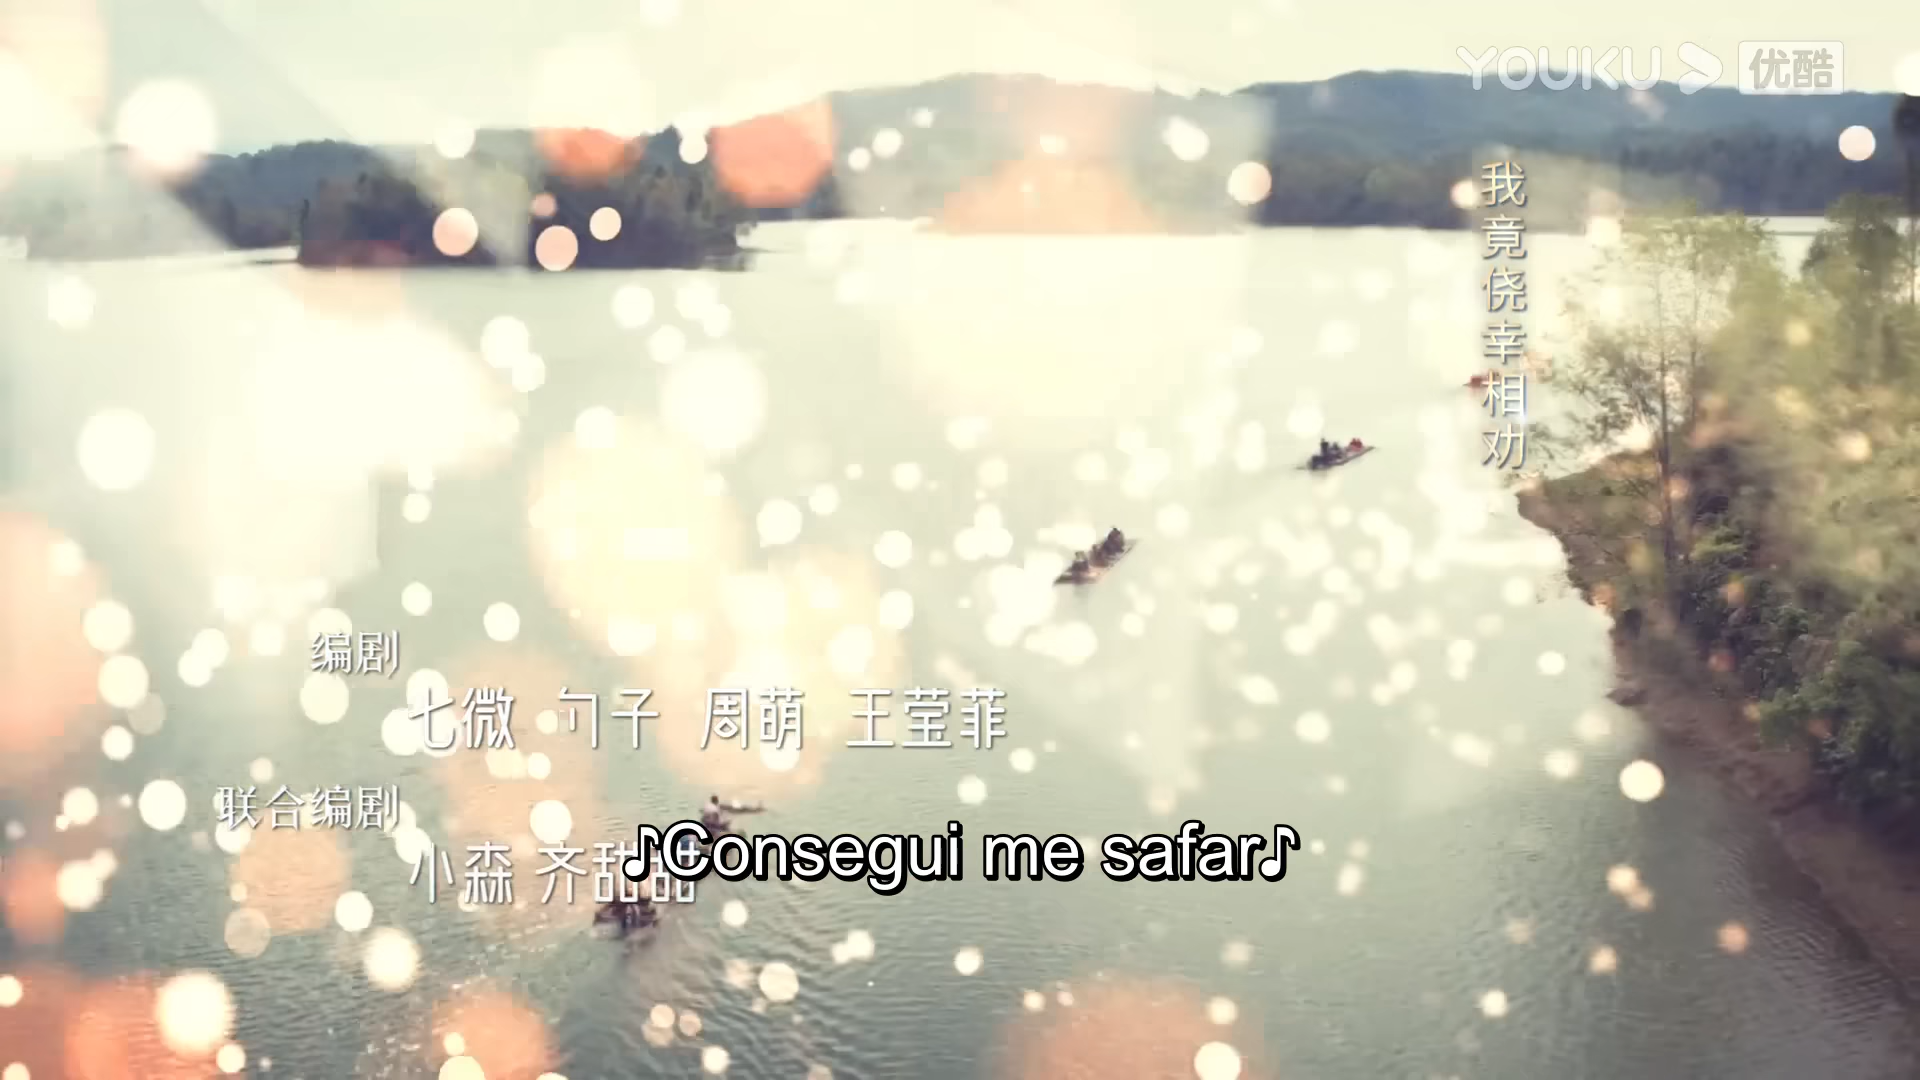 YOUKU 优酷
我竟侥幸相劝
编剧
七微 勺子 周萌 王莹菲
联合编剧
小森 齐甜甜
♪Consegui me safar♪